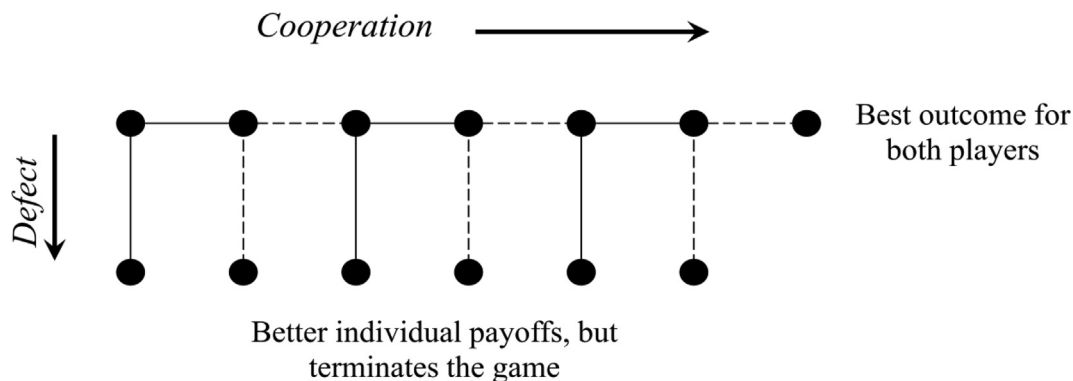 Cooperation
Defect
Best outcome for
both players
Better individual payoffs, but
terminates the game